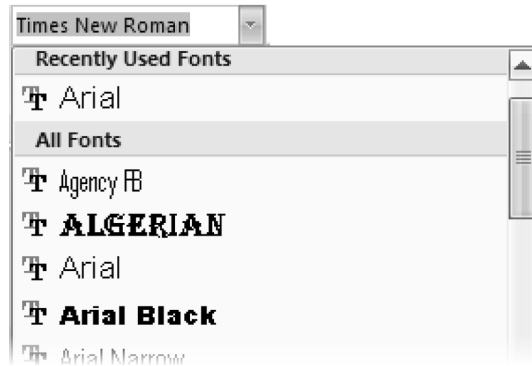 Times New Roman
Recently Used Fonts
Arial
All Fonts
Agency FB
ALGERIAN
Arial
Arial Black
Arial Narrow